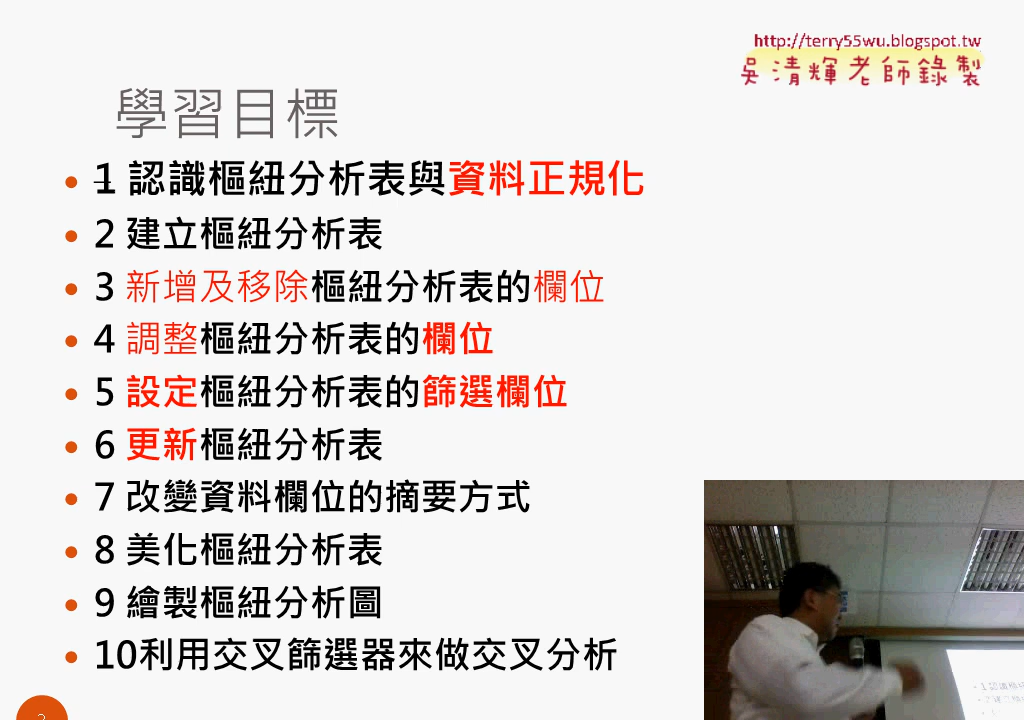 http://terry55wu.blogspot.tw
吳清輝老師錄製
學習目標
• 1 認識樞紐分析表與資料正規化
• 2 建立樞紐分析表
• 3 新增及移除樞紐分析表的欄位
• 4 調整樞紐分析表的欄位
• 5 設定樞紐分析表的篩選欄位
• 6 更新樞紐分析表
• 7 改變資料欄位的摘要方式
• 8 美化樞紐分析表
• 9 繪製樞紐分析圖
• 10利用交叉篩選器來做交叉分析